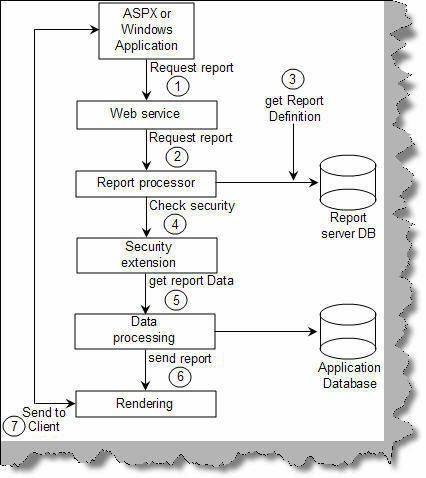 ASPX or
Windows
Application
Request report
1
3
get Report
Definition
Web service
Request report
2
Report processor
Report
server DB
Check security
4
Security
extension
get report Data
5
Data
processing
Application
Database
send report
6
Rendering
Send to
7 Client